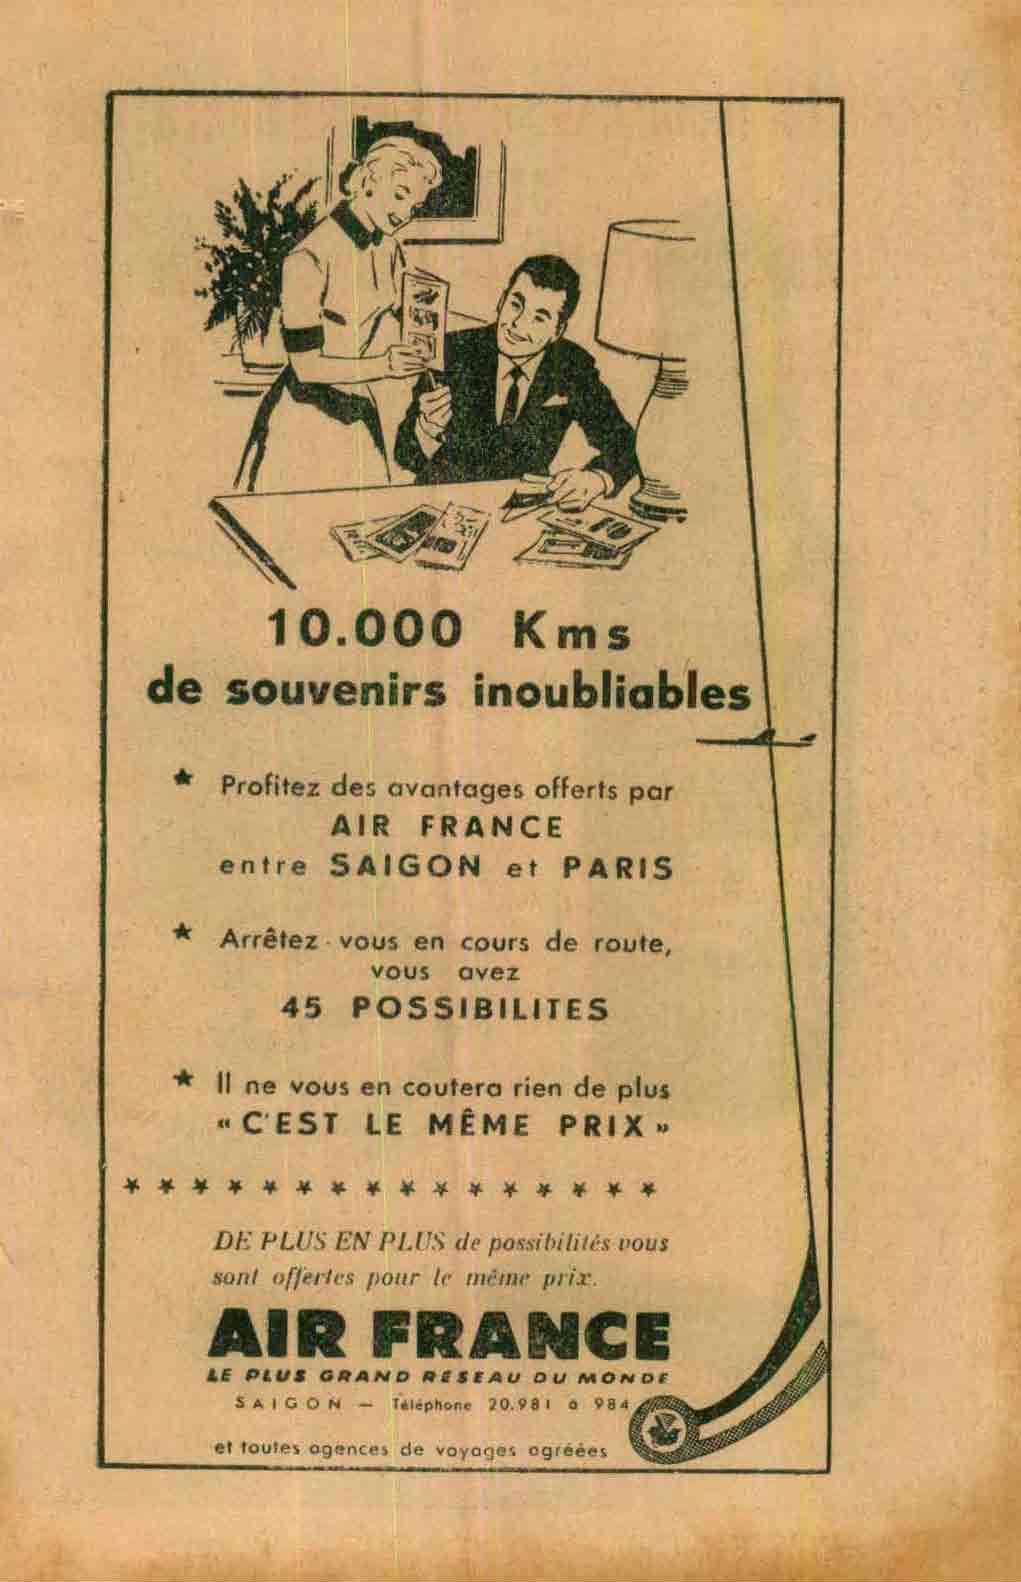 10.000 Kms
de souvenirs inoubliables
★ Profitez des avantages offerts par
AIR FRANCE
entre SAIGON et PARIS
★ Arrêtez-vous en cours de route,
vous avez
45 POSSIBILITES
★ Il ne vous en coutera rien de plus
« C'EST LE MÊME PRIX »
★ ★ ★ ★ ★ ★ ★ ★ ★ ★ ★ ★ ★ ★ ★ ★
DE PLUS EN PLUS de possibilités vous
sont offertes pour le même prix.
AIR FRANCE
LE PLUS GRAND RÉSEAU DU MONDE
SAIGON — Téléphone 20.981 à 984
et toutes agences de voyages agréées